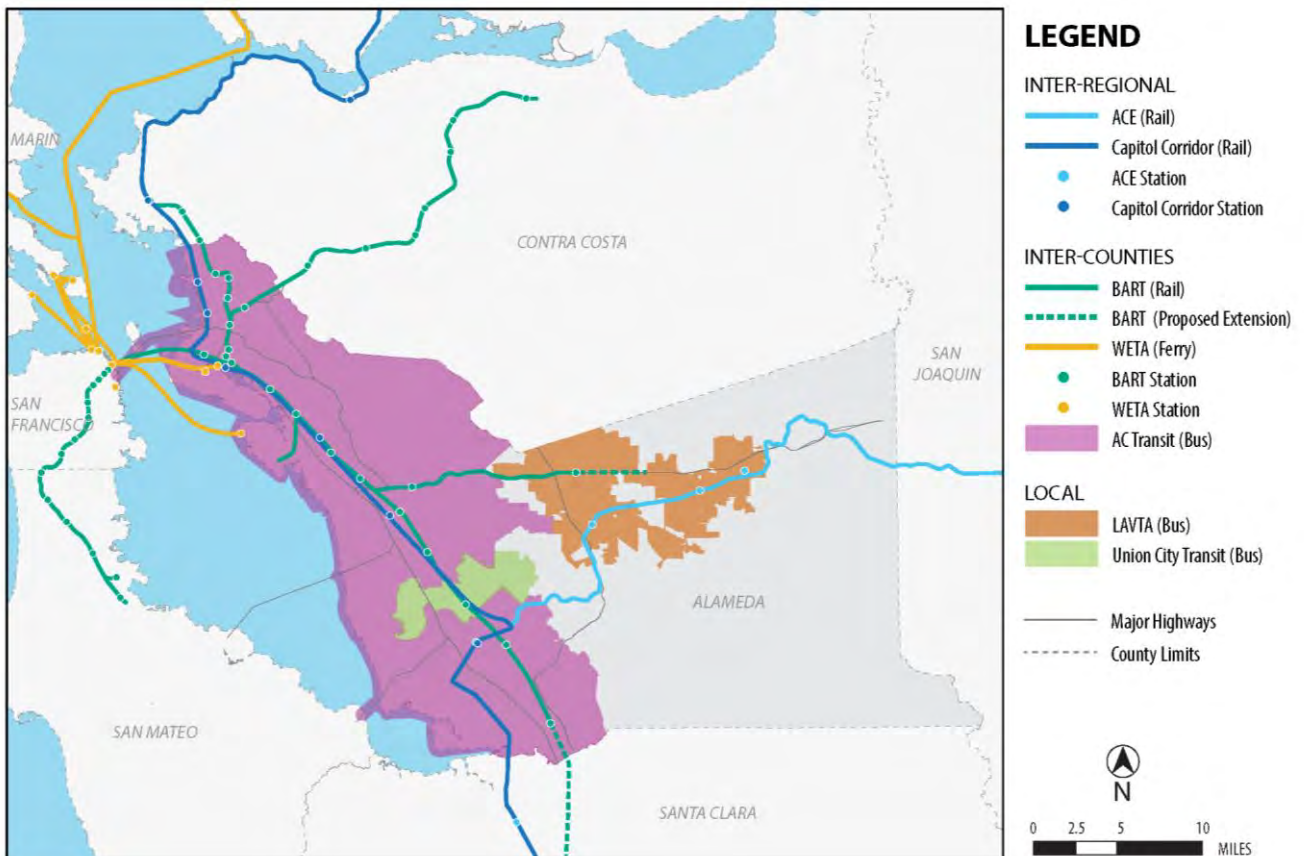 MARIN
CONTRA COSTA
SAN
JOAQUIN
SAN
FRANCISCO
ALAMEDA
SAN MATEO
SANTA CLARA
LEGEND
INTER-REGIONAL
ACE (Rail)
Capitol Corridor (Rail)
ACE Station
Capitol Corridor Station
INTER-COUNTIES
BART (Rail)
BART (Proposed Extension)
WETA (Ferry)
BART Station
WETA Station
AC Transit (Bus)
LOCAL
LAVTA (Bus)
Union City Transit (Bus)
Major Highways
County Limits
N
0 2.5 5 10
MILES